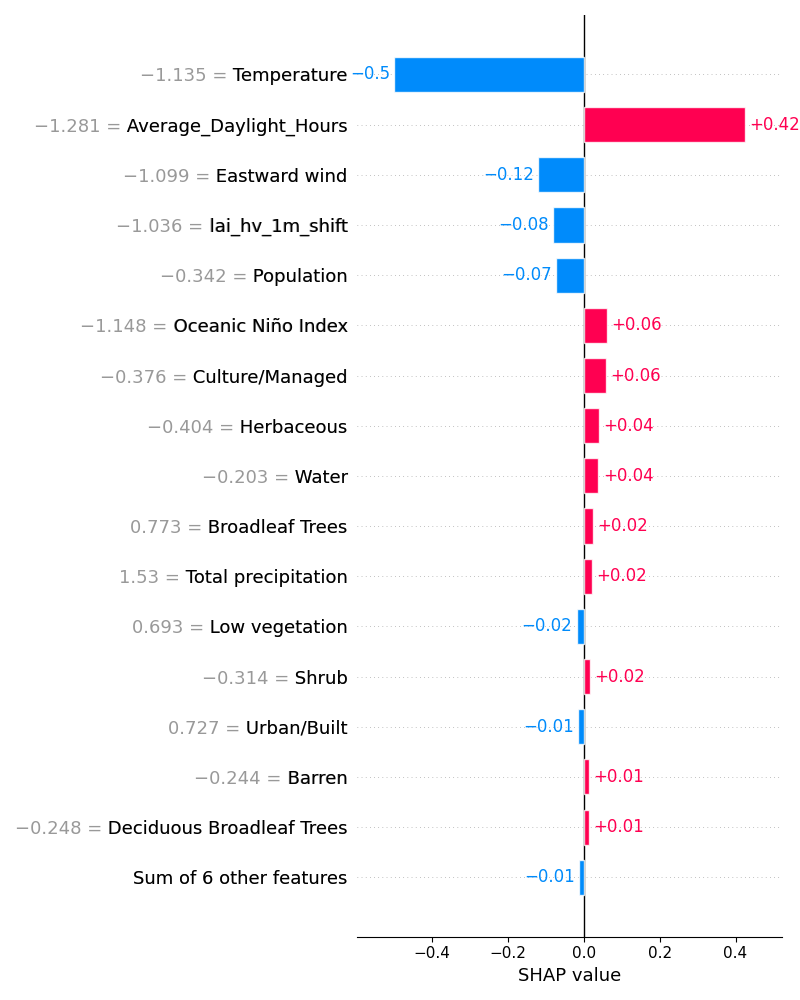 −1.135 = Temperature −0.5
−1.281 = Average_Daylight_Hours +0.42
−1.099 = Eastward wind −0.12
−1.036 = lai_hv_1m_shift −0.08
−0.342 = Population −0.07
−1.148 = Oceanic Niño Index +0.06
−0.376 = Culture/Managed +0.06
−0.404 = Herbaceous +0.04
−0.203 = Water +0.04
0.773 = Broadleaf Trees +0.02
1.53 = Total precipitation +0.02
0.693 = Low vegetation −0.02
−0.314 = Shrub +0.02
0.727 = Urban/Built −0.01
−0.244 = Barren +0.01
−0.248 = Deciduous Broadleaf Trees +0.01
Sum of 6 other features −0.01
−0.4 −0.2 0.0 0.2 0.4
SHAP value